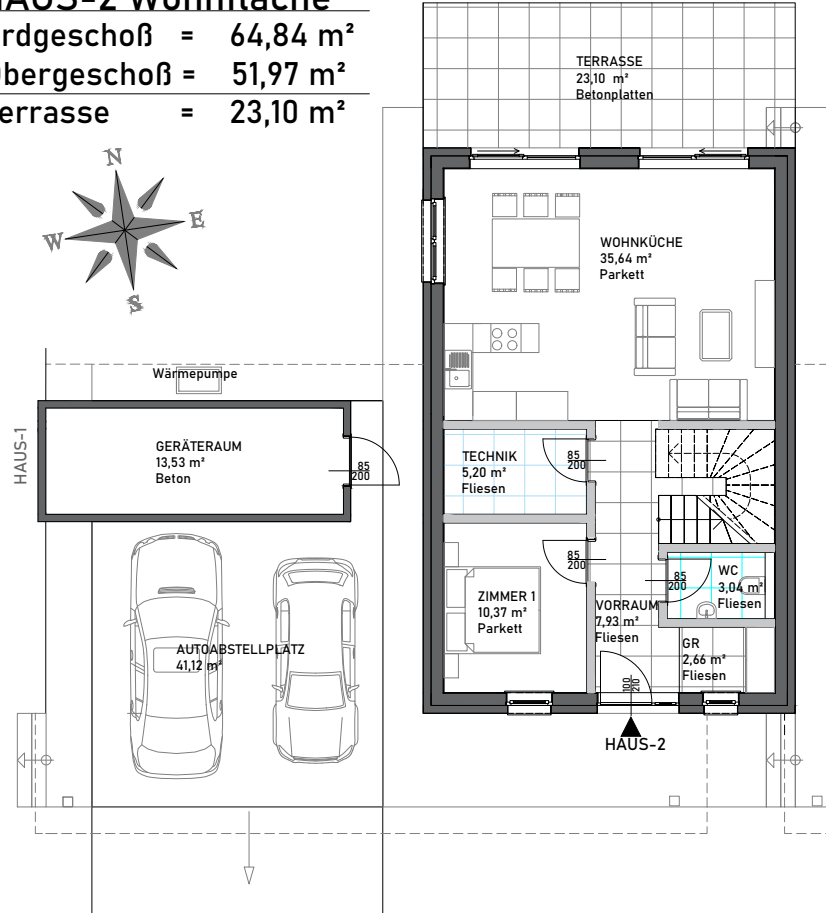 HAUS-2 Wohnfläche
rdgeschoß = 64,84 m²
bergeschoß = 51,97 m²
errasse = 23,10 m²
N
W
E
S
TERRASSE
23,10 m²
Betonplatten
WOHNKÜCHE
35,64 m²
Parkett
Wärmepumpe
HAUS-1
GERÄTERAUM
13,53 m²
Beton
85
200
TECHNIK
5,20 m²
Fliesen
85
200
ZIMMER 1
10,37 m²
Parkett
85
200
VORRAUM
7,93 m²
Fliesen
85
200
WC
3,04 m²
Fliesen
GR
2,66 m²
Fliesen
100
210
AUTOABSTELLPLATZ
41,12 m²
HAUS-2